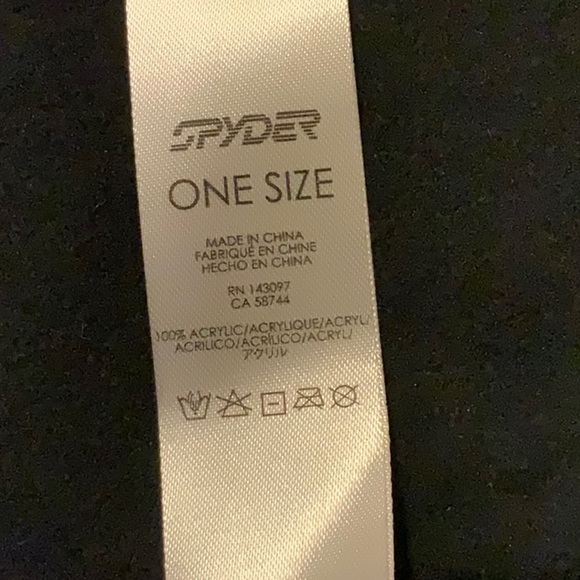 SPYDER
ONE SIZE
MADE IN CHINA
FABRIQUÉ EN CHINE
HECHO EN CHINA
RN 143097
CA 58744
100% ACRYLIC/ACRYLIQUE/ACRYL/
ACRILICO/ACRÍLICO/ACRYL/
アクリル